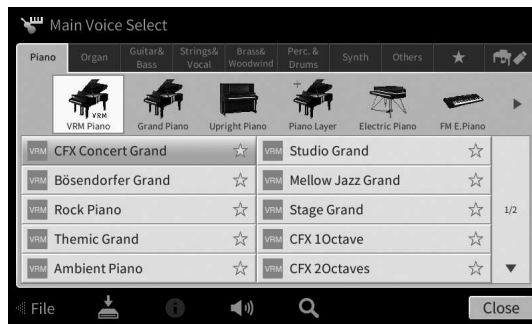 Main Voice Select
Piano
Organ
Guitar&
Bass
Strings&
Vocal
Brass&
Woodwind
Perc. &
Drums
Synth
Others
VRM
VRM Piano
Grand Piano
Upright Piano
Piano Layer
Electric Piano
FM E.Piano
VRM CFX Concert Grand
VRM Studio Grand
VRM Bösendorfer Grand
VRM Mellow Jazz Grand
VRM Rock Piano
VRM Stage Grand
1/2
VRM Themic Grand
VRM CFX 1Octave
VRM Ambient Piano
VRM CFX 2Octaves
File
Close